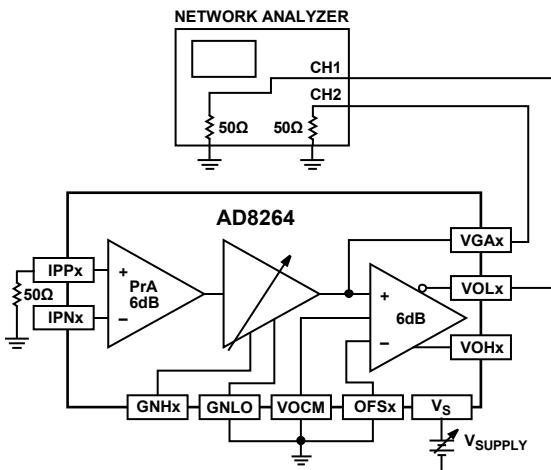 NETWORK ANALYZER
CH1
CH2
50Ω
50Ω
AD8264
VGAx
IPPx
PrA
6dB
+
–
+
–
6dB
VOLx
50Ω
IPNx
VOHx
GNHx
GNLO
VOCM
OFSx
VS
VSUPPLY